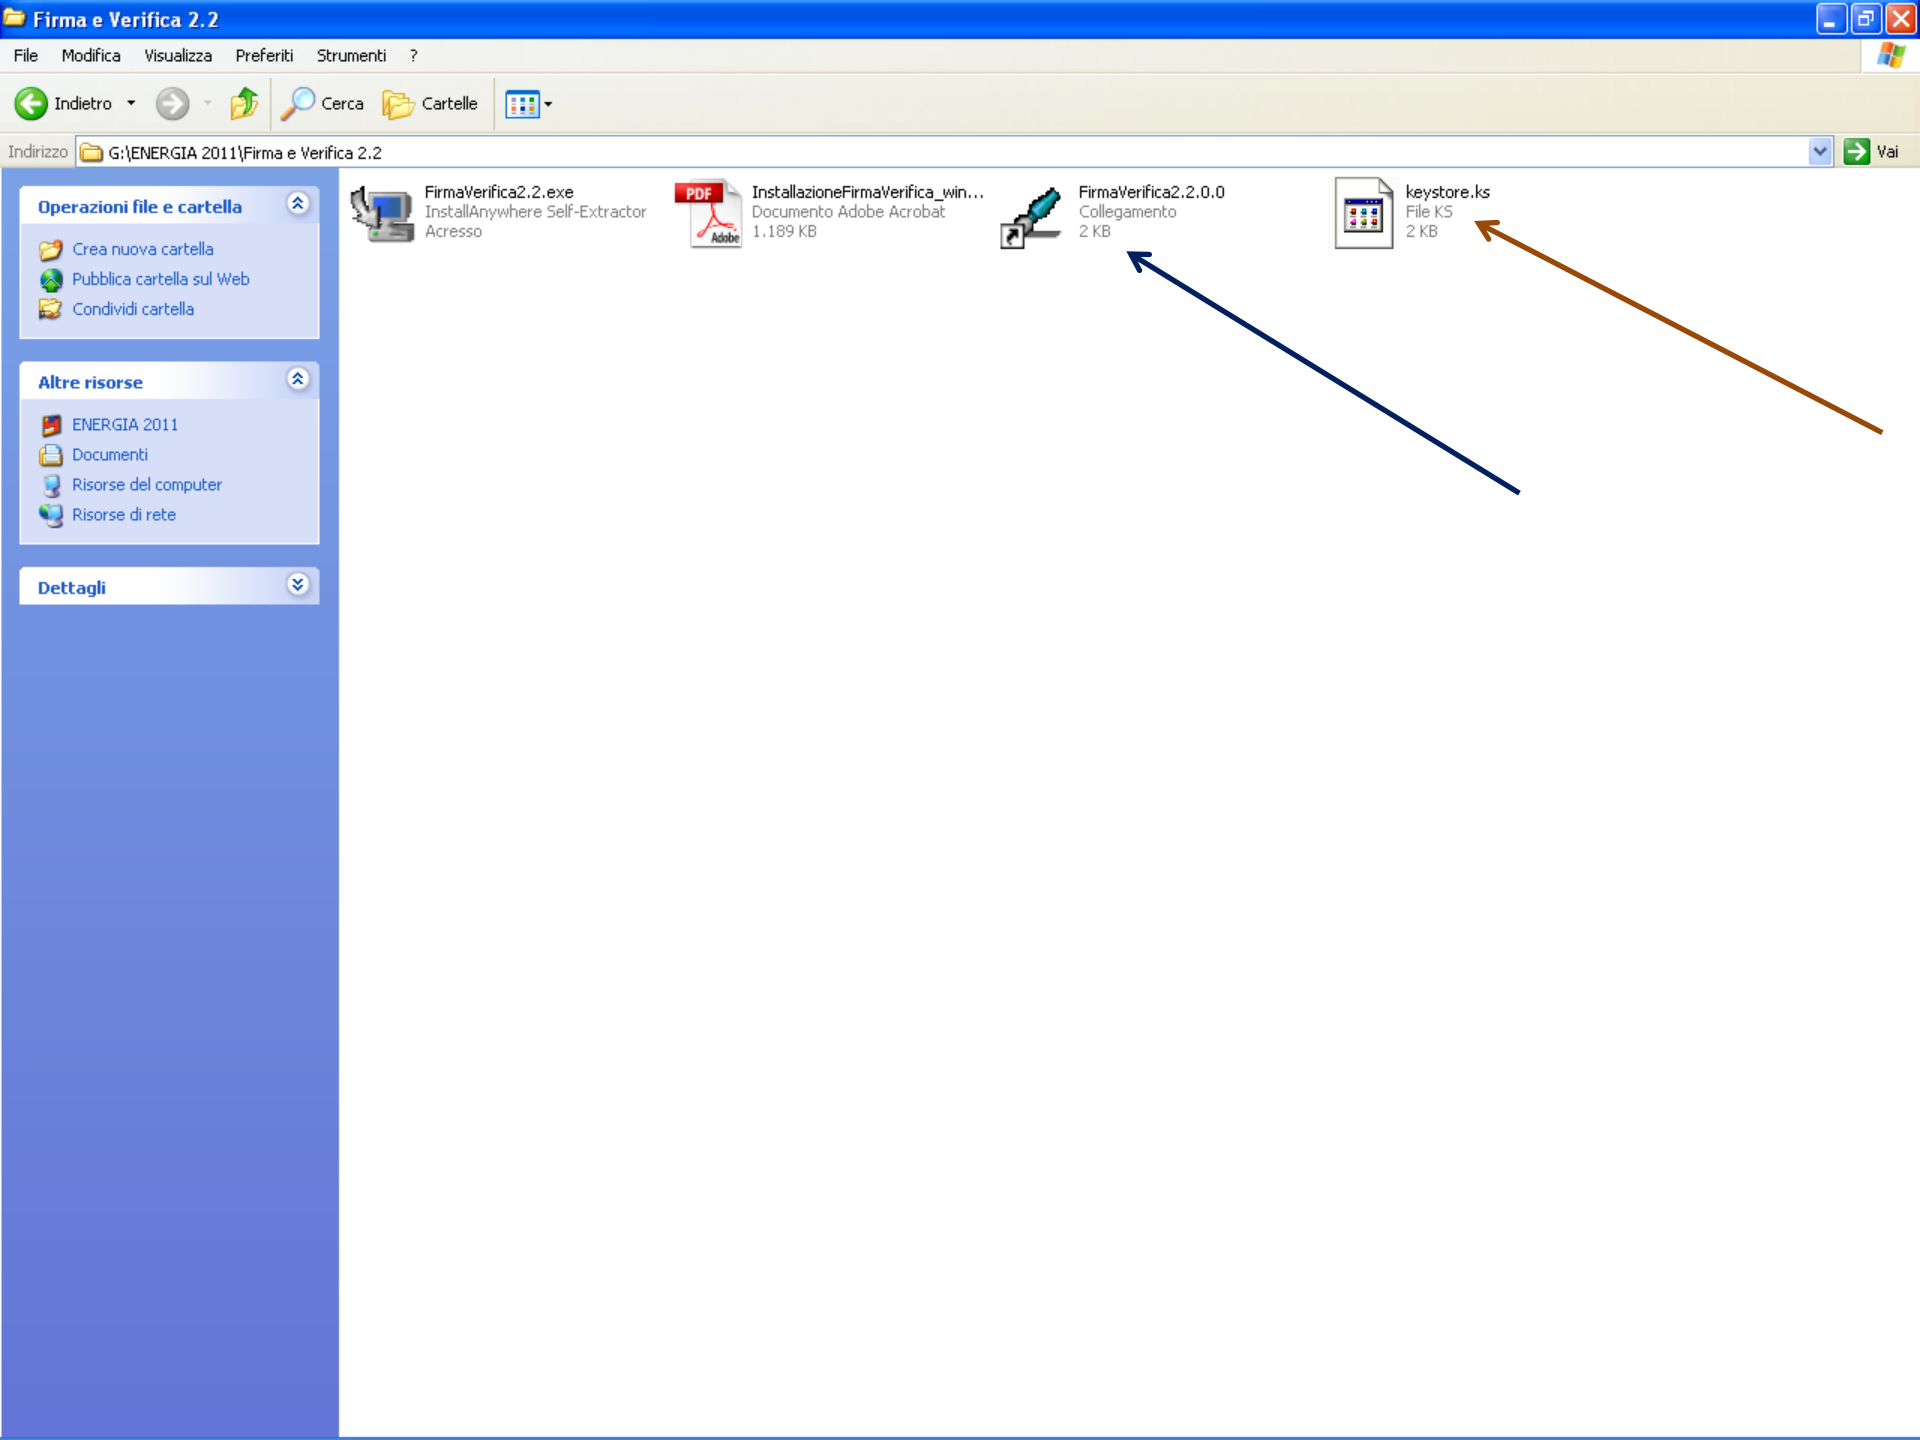 Firma e Verifica 2.2
File Modifica Visualizza Preferiti Strumenti ?
Indietro Cerca Cartelle
Indirizzo G:\ENERGIA 2011\Firma e Verifica 2.2 Vai
Operazioni file e cartella
Crea nuova cartella
Pubblica cartella sul Web
Condividi cartella
Altre risorse
ENERGIA 2011
Documenti
Risorse del computer
Risorse di rete
Dettagli
FirmaVerifica2.2.exe
InstallAnywhere Self-Extractor
Acresso
PDF
Adobe
InstallazioneFirmaVerifica_win...
Documento Adobe Acrobat
1.189 KB
FirmaVerifica2.2.0.0
Collegamento
2 KB
keystore.ks
File KS
2 KB